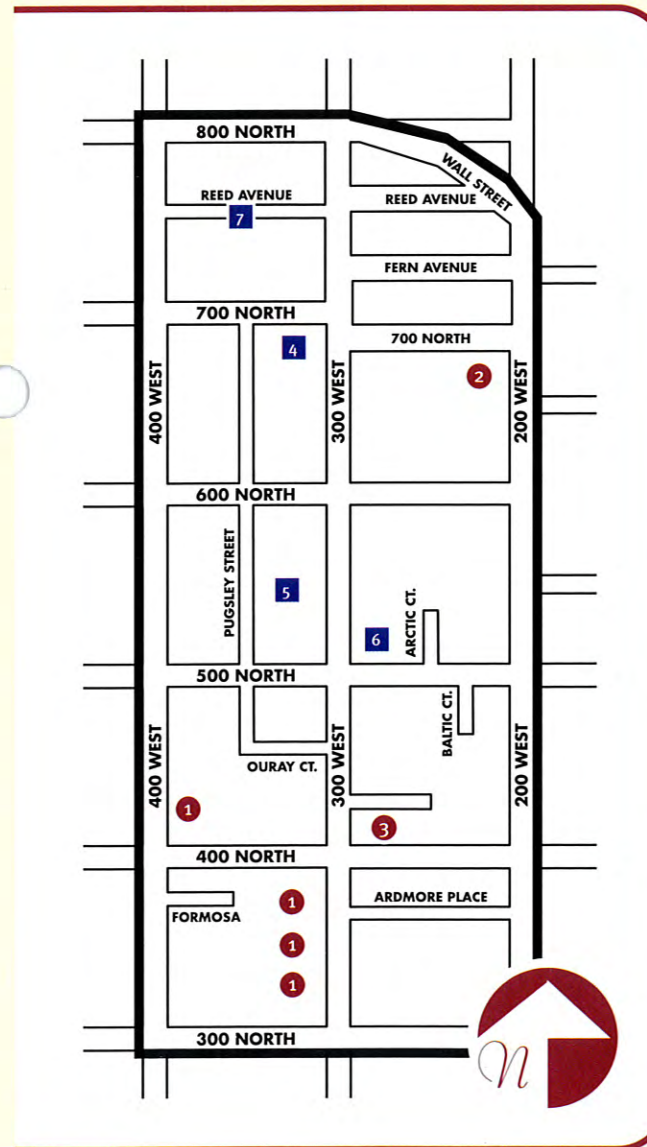 800 NORTH
WALL STREET
REED AVENUE
REED AVENUE
7
FERN AVENUE
700 NORTH
700 NORTH
4
2
400 WEST
300 WEST
200 WEST
600 NORTH
PUGSLEY STREET
5
6
ARCTIC CT.
500 NORTH
400 WEST
OURAY CT.
300 WEST
BALTIC CT.
200 WEST
1
3
400 NORTH
FORMOSA
1
ARDMORE PLACE
1
1
300 NORTH
N